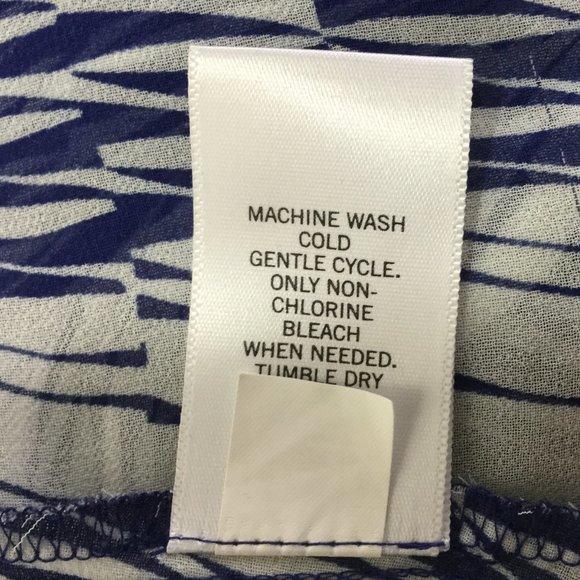 MACHINE WASH
COLD
GENTLE CYCLE.
ONLY NON-
CHLORINE
BLEACH
WHEN NEEDED.
TUMBLE DRY